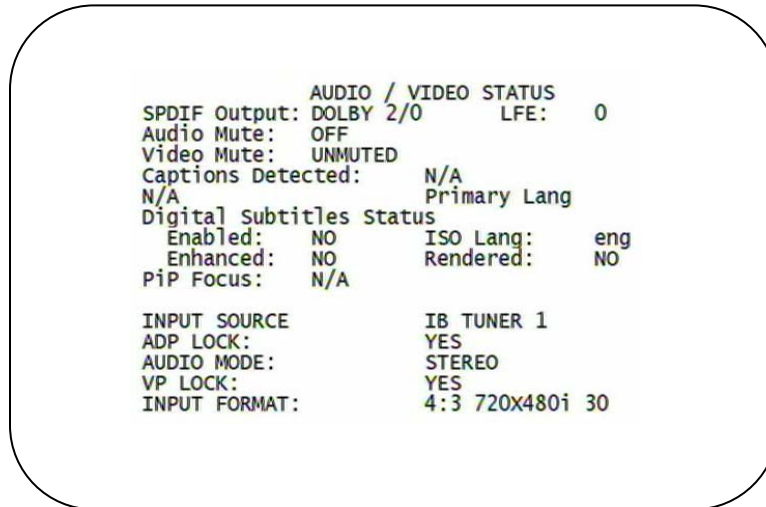 AUDIO / VIDEO STATUS
SPDIF Output: DOLBY 2/0 LFE: 0
Audio Mute: OFF
Video Mute: UNMUTED
Captions Detected: N/A
N/A Primary Lang
Digital Subtitles Status
Enabled: NO ISO Lang: eng
Enhanced: NO Rendered: NO
PiP Focus: N/A
INPUT SOURCE IB TUNER 1
ADP LOCK: YES
AUDIO MODE: STEREO
VP LOCK: YES
INPUT FORMAT: 4:3 720X480i 30